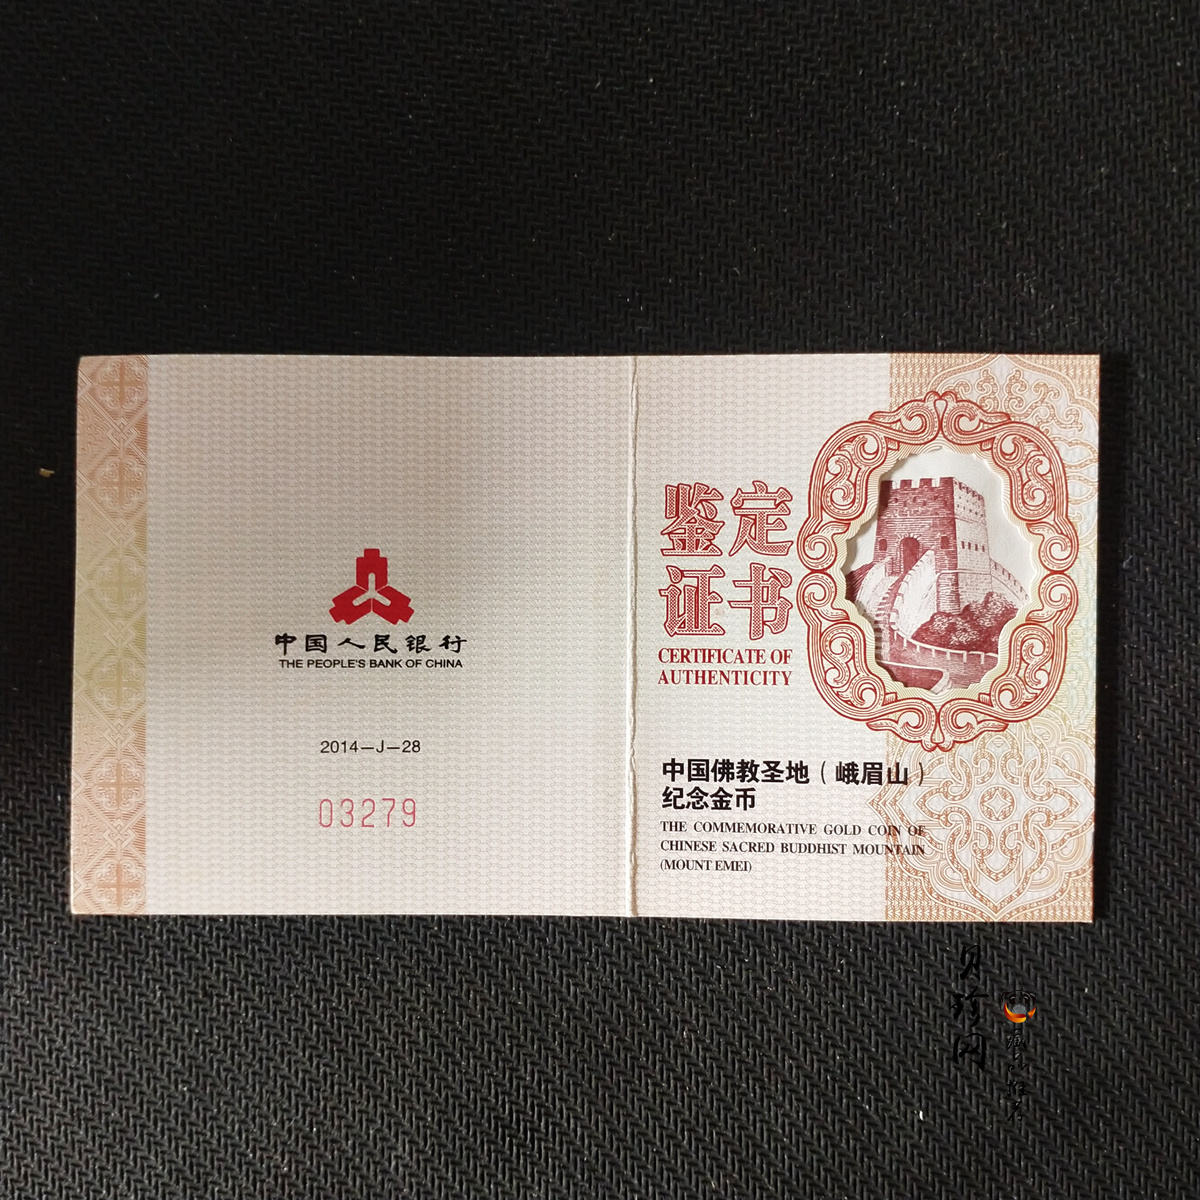 中国人民银行
THE PEOPLE'S BANK OF CHINA
2014-J-28
03279
鉴定
证书
CERTIFICATE OF
AUTHENTICITY
中国佛教圣地（峨眉山）
纪念金币
THE COMMEMORATIVE GOLD COIN OF
CHINESE SACRED BUDDHIST MOUNTAIN
(MOUNT EMEI)
贝珍网